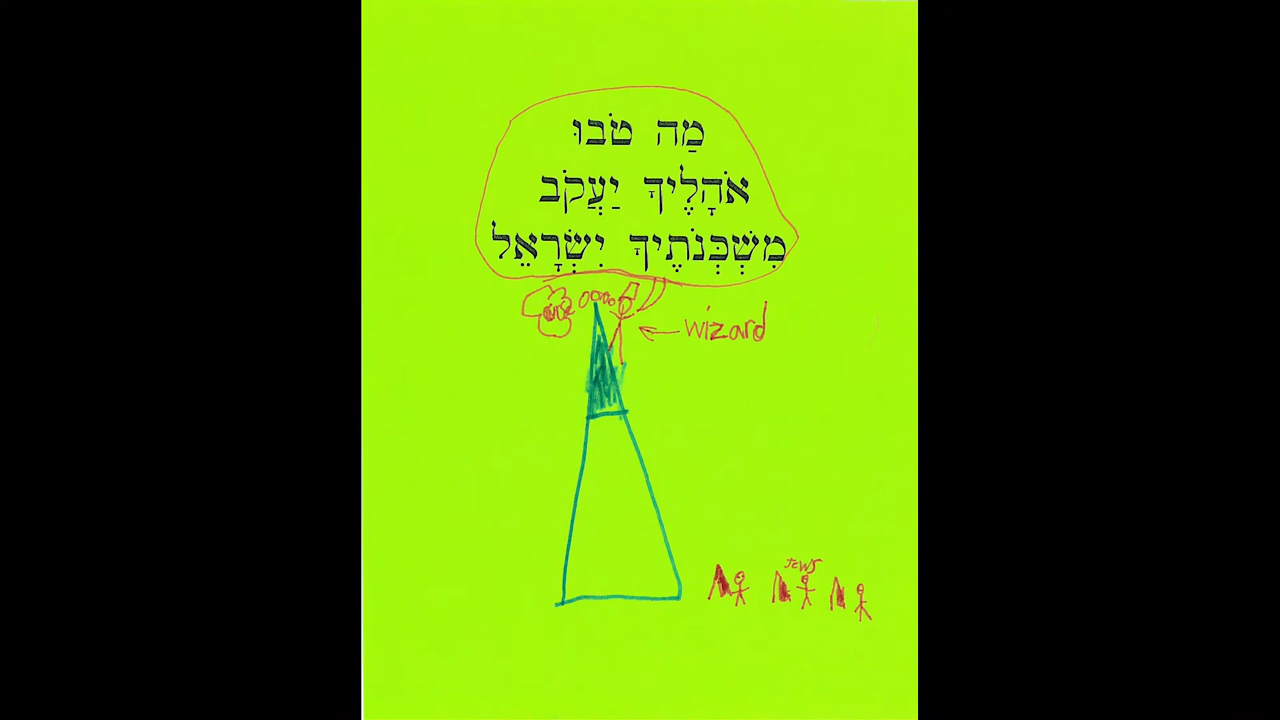 מַה טֹּבוּ
אֹהָלֶיךָ יַעֲקֹב
מִשְׁכְּנֹתֶיךָ יִשְׂרָאֵל
wizard
Jews